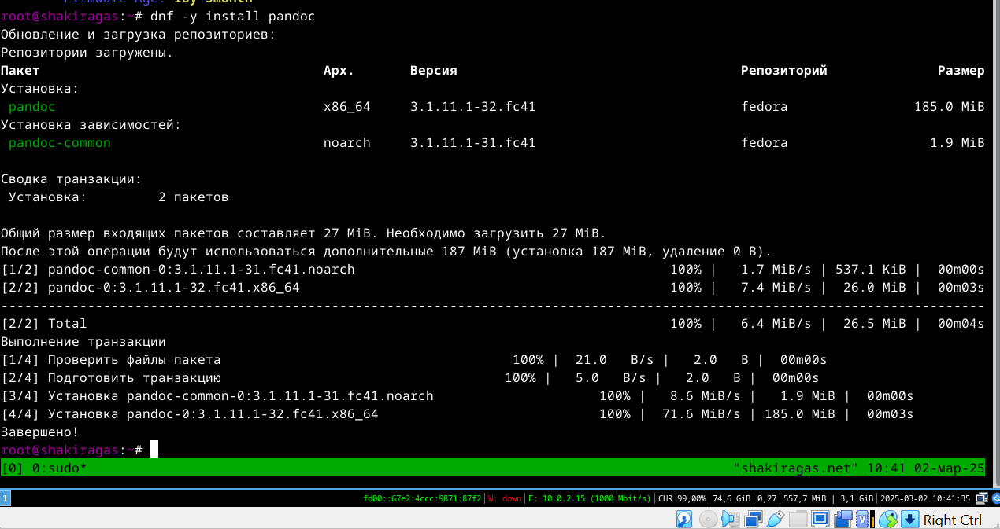 Firmware Age: 18y 3month
root@shakiragas:~# dnf -y install pandoc
Обновление и загрузка репозиториев:
Репозитории загружены.
Пакет Арх. Версия Репозиторий Размер
Установка:
pandoc x86_64 3.1.11.1-32.fc41 fedora 185.0 MiB
Установка зависимостей:
pandoc-common noarch 3.1.11.1-31.fc41 fedora 1.9 MiB
Сводка транзакции:
Установка: 2 пакетов
Общий размер входящих пакетов составляет 27 MiB. Необходимо загрузить 27 MiB.
После этой операции будут использоваться дополнительные 187 MiB (установка 187 MiB, удаление 0 B).
[1/2] pandoc-common-0:3.1.11.1-31.fc41.noarch 100% | 1.7 MiB/s | 537.1 KiB | 00m00s
[2/2] pandoc-0:3.1.11.1-32.fc41.x86_64 100% | 7.4 MiB/s | 26.0 MiB | 00m03s
--------------------------------------------------------------------------------
[2/2] Total 100% | 6.4 MiB/s | 26.5 MiB | 00m04s
Выполнение транзакции
[1/4] Проверить файлы пакета 100% | 21.0 B/s | 2.0 B | 00m00s
[2/4] Подготовить транзакцию 100% | 5.0 B/s | 2.0 B | 00m00s
[3/4] Установка pandoc-common-0:3.1.11.1-31.fc41.noarch 100% | 8.6 MiB/s | 1.9 MiB | 00m00s
[4/4] Установка pandoc-0:3.1.11.1-32.fc41.x86_64 100% | 71.6 MiB/s | 185.0 MiB | 00m03s
Завершено!
root@shakiragas:~#
[0] 0:sudo* "shakiragas.net" 10:41 02-мар-25
1 fd00::67e2:4ccc:9871:87f2 | W: down | E: 10.0.2.15 (1000 Mbit/s) | CHR 99,00% | 74,6 GiB | 0,27 | 557,7 MiB | 3,1 GiB | 2025-03-02 10:41:35
Right Ctrl